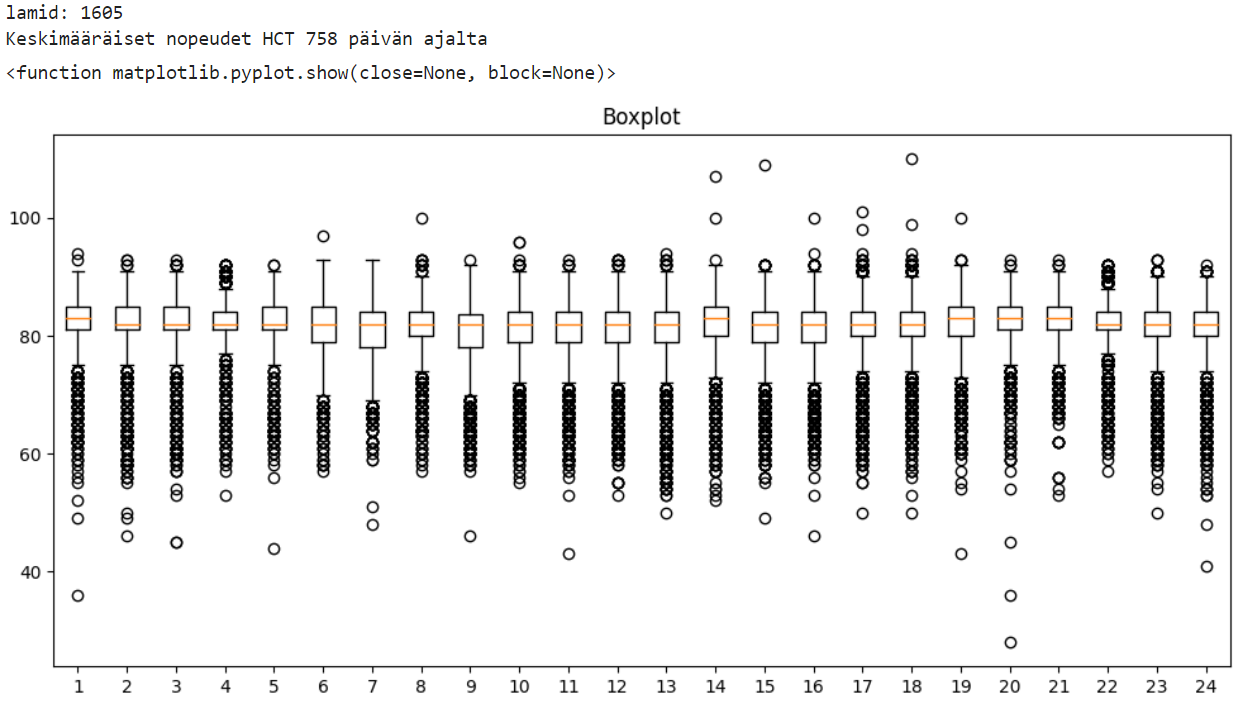 lamid: 1605
Keskimääräiset nopeudet HCT 758 päivän ajalta
<function matplotlib.pyplot.show(close=None, block=None)>
Boxplot
100
80
60
40
1 2 3 4 5 6 7 8 9 10 11 12 13 14 15 16 17 18 19 20 21 22 23 24